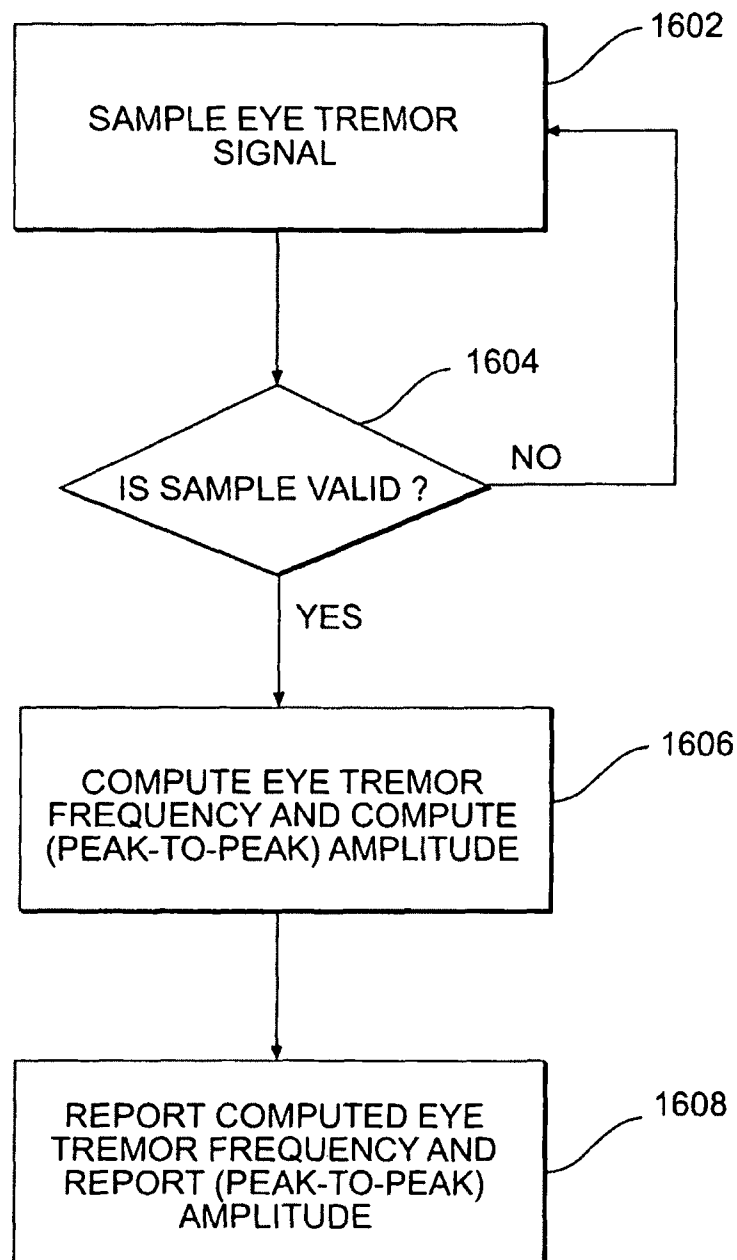 1602
SAMPLE EYE TREMOR
SIGNAL
1604
IS SAMPLE VALID ?
NO
YES
1606
COMPUTE EYE TREMOR
FREQUENCY AND COMPUTE
(PEAK-TO-PEAK) AMPLITUDE
1608
REPORT COMPUTED EYE
TREMOR FREQUENCY AND
REPORT (PEAK-TO-PEAK)
AMPLITUDE